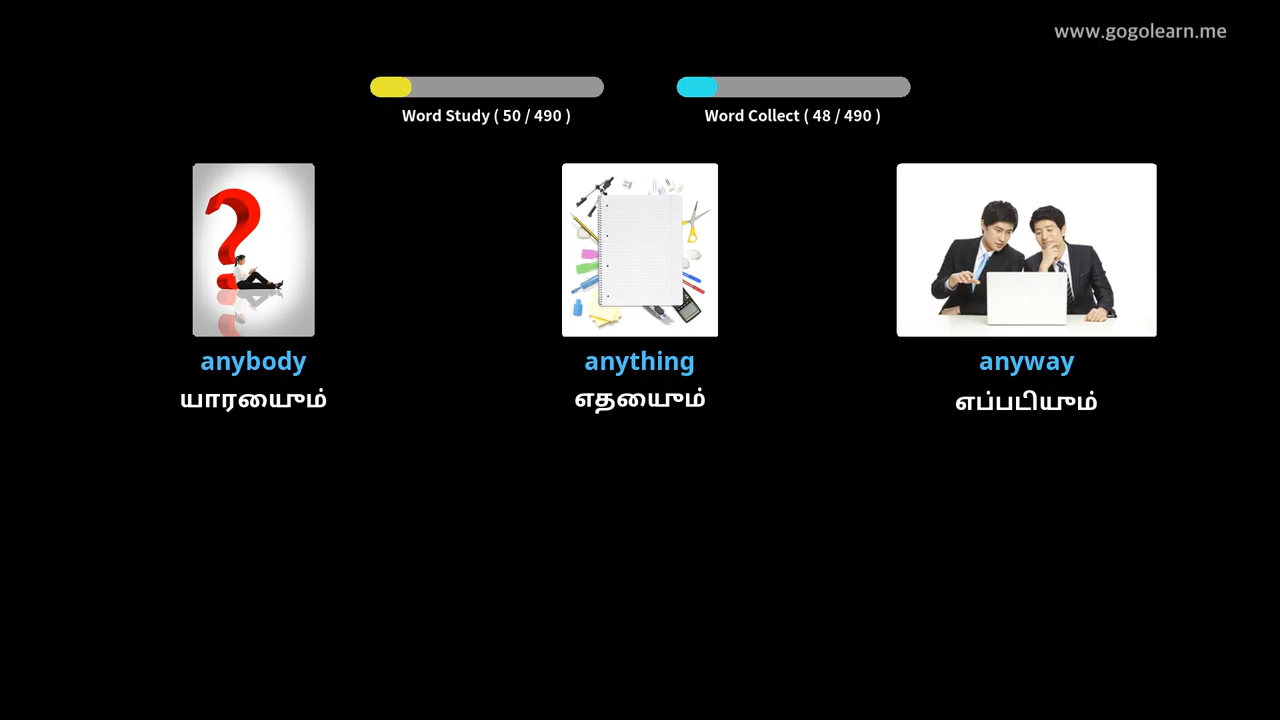 www.gogolearn.me
Word Study ( 50 / 490 )
Word Collect ( 48 / 490 )
anybody
யாரையும்
anything
எதையும்
anyway
எப்படியும்